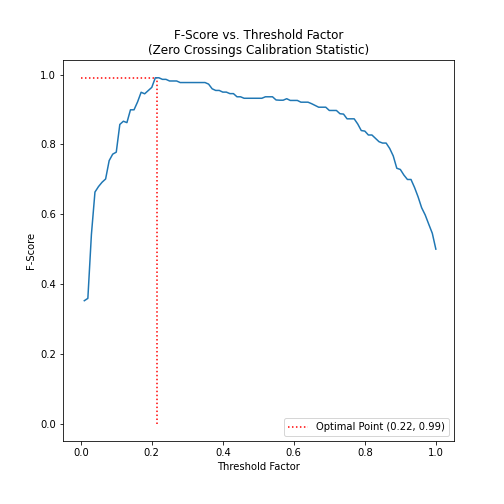 F-Score vs. Threshold Factor
(Zero Crossings Calibration Statistic)
1.0
0.8
0.6
0.4
0.2
0.0
F-Score
0.0 0.2 0.4 0.6 0.8 1.0
Threshold Factor
Optimal Point (0.22, 0.99)